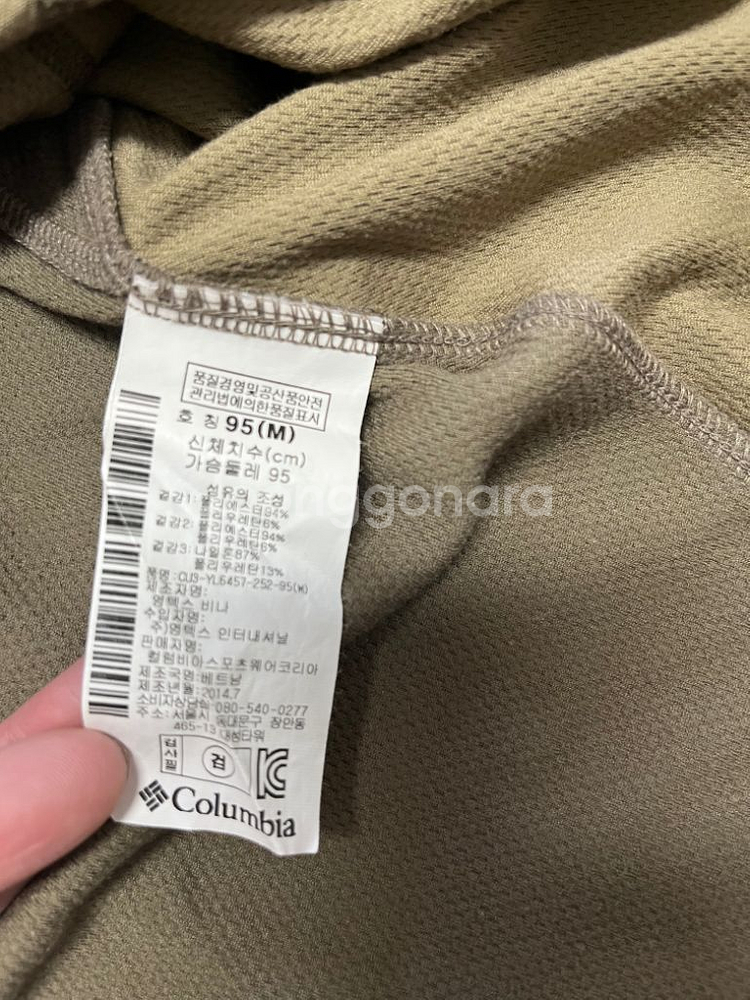 품질경영및공산품안전
관리법에의한품질표시
호 칭 95(M)
신체치수(cm)
가슴둘레 95
섬유의 조성
겉감1: 폴리에스터94%
폴리우레탄6%
겉감2: 폴리에스터94%
폴리우레탄6%
겉감3: 나일론87%
폴리우레탄13%
품명: CU3-YL6457-252-95(M)
제조자명:
영텍스 비나
수입자명:
주)영텍스 인터내셔날
판매자명:
컬럼비아스포츠웨어코리아
제조국명: 베트남
제조년월: 2014.7
소비자상담실 080-540-0277
주 소: 서울시 동대문구 장안동
465-13 대성타워
검사필
검
Columbia